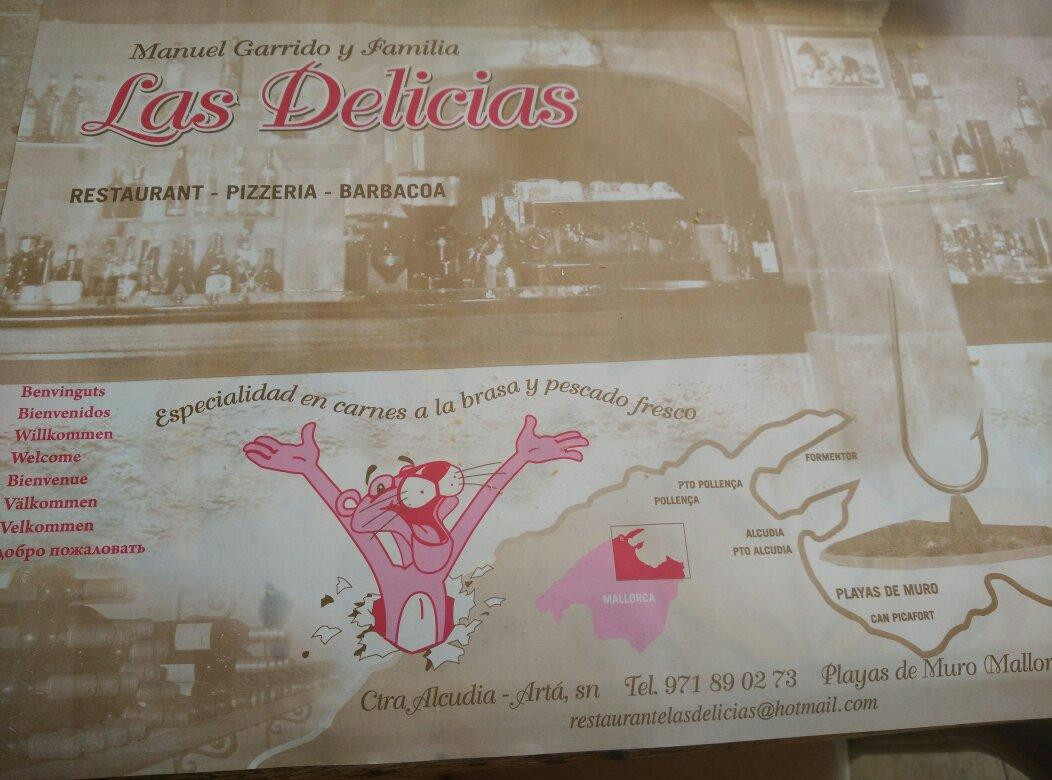 Manuel Garrido y Familia
Las Delicias
RESTAURANT - PIZZERIA - BARBACOA
Benvinguts
Bienvenidos
Willkommen
Welcome
Bienvenue
Välkommen
Velkommen
добро пожаловать
Especialidad en carnes a la brasa y pescado fresco
FORMENTOR
PTO POLLENÇA
POLLENÇA
ALCUDIA
PTO ALCUDIA
MALLORCA
PLAYAS DE MURO
CAN PICAFORT
Ctra Alcudia - Artá, sn Tel. 971 89 02 73 Playas de Muro (Mallor
restaurantelasdelicias@hotmail.com